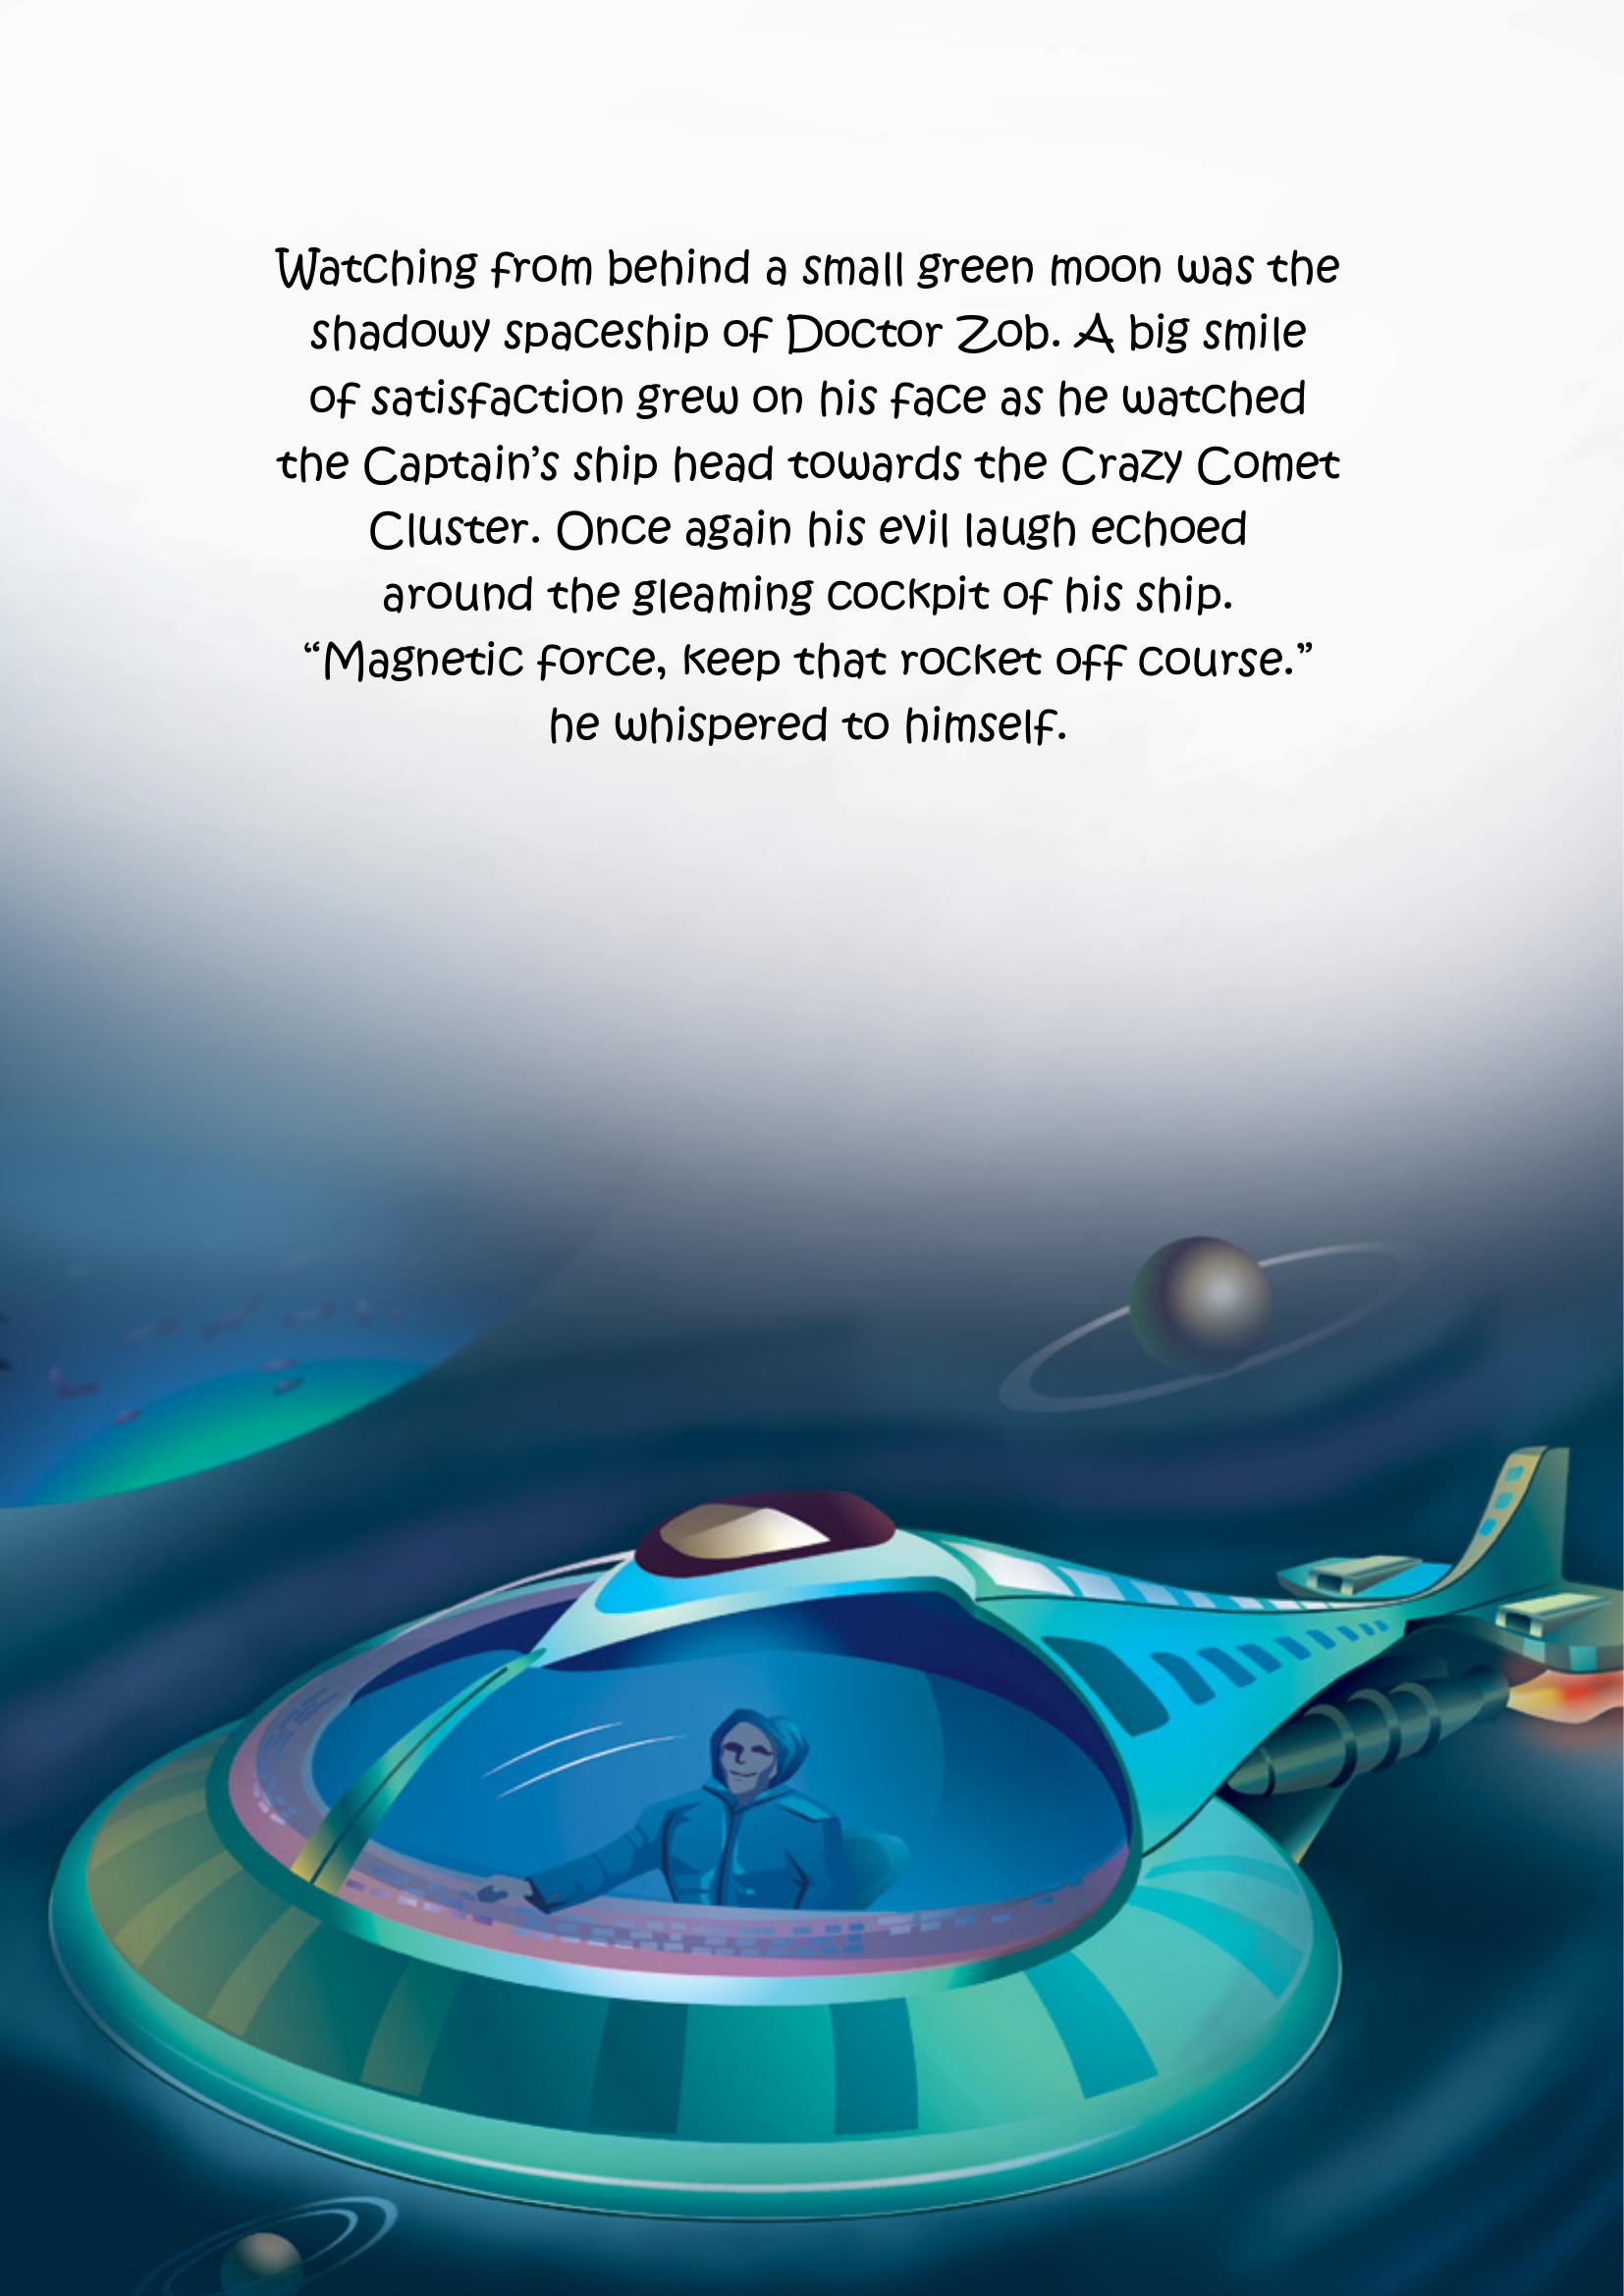 Watching from behind a small green moon was the
shadowy spaceship of Doctor Zob. A big smile
of satisfaction grew on his face as he watched
the Captain’s ship head towards the Crazy Comet
Cluster. Once again his evil laugh echoed
around the gleaming cockpit of his ship.
“Magnetic force, keep that rocket off course.”
he whispered to himself.